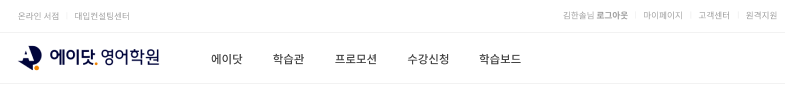 온라인 서점 대입컨설팅센터 김한솔님 로그아웃 마이페이지 고객센터 원격지원
에이닷 영어학원 에이닷 학습관 프로모션 수강신청 학습보드